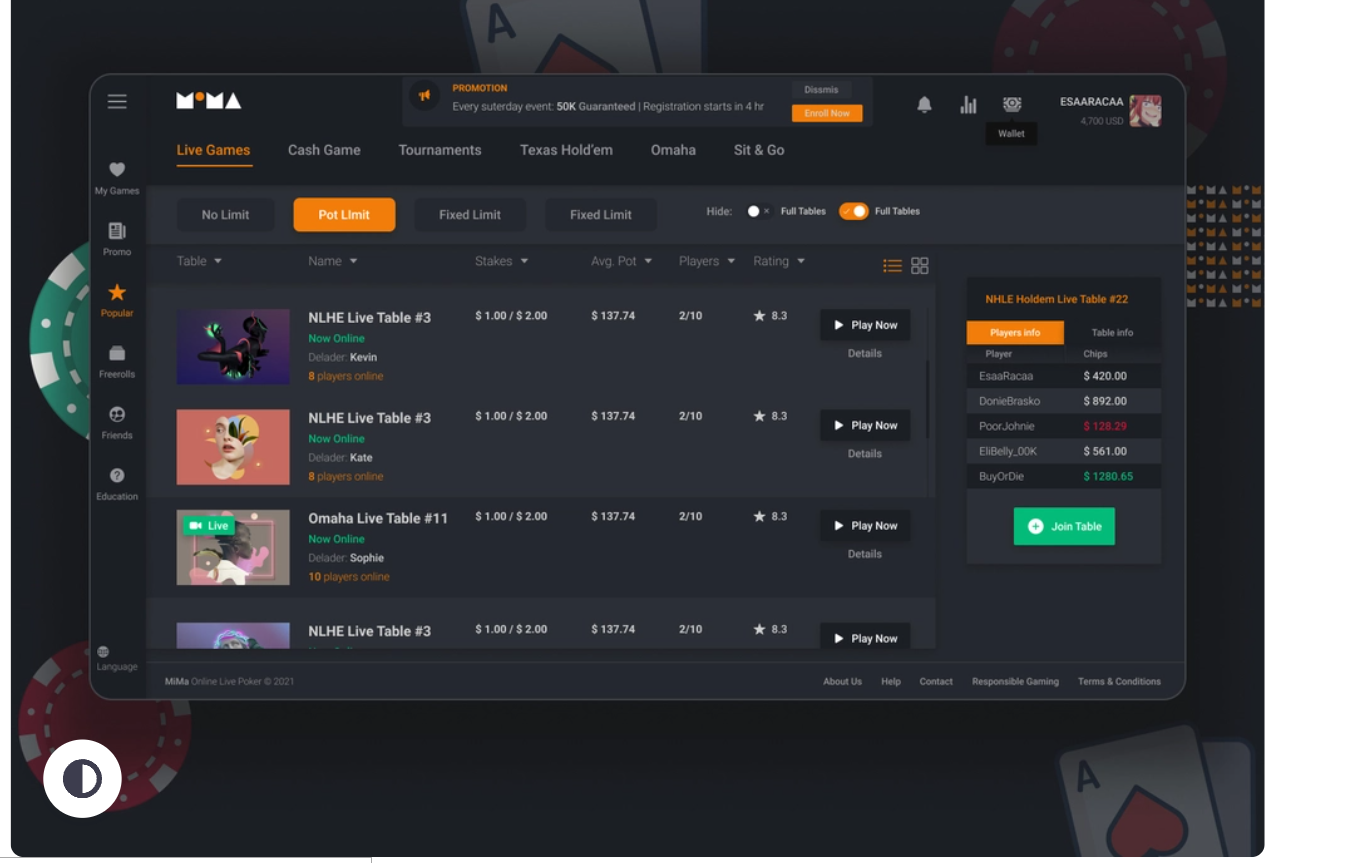 A
MIMA
PROMOTION
Every suterday event: 50K Guaranteed | Registration starts in 4 hr
Dissmis
Enroll Now
ESAARACAA
4,700 USD
Wallet
Live Games Cash Game Tournaments Texas Hold'em Omaha Sit & Go
My Games
Promo
Popular
Freerolls
Friends
Education
Language
No Limit Pot LImit Fixed Limit Fixed Limit Hide: Full Tables Full Tables
Table Name Stakes Avg. Pot Players Rating
NLHE Live Table #3 $ 1.00 / $ 2.00 $ 137.74 2/10 8.3 Play Now
Now Online
Delader: Kevin Details
8 players online
NLHE Live Table #3 $ 1.00 / $ 2.00 $ 137.74 2/10 8.3 Play Now
Now Online
Delader: Kate Details
8 players online
Live
Omaha Live Table #11 $ 1.00 / $ 2.00 $ 137.74 2/10 8.3 Play Now
Now Online
Delader: Sophie Details
10 players online
NLHE Live Table #3 $ 1.00 / $ 2.00 $ 137.74 2/10 8.3 Play Now
NHLE Holdem Live Table #22
Players info Table info
Player Chips
EsaaRacaa $ 420.00
DonieBrasko $ 892.00
PoorJohnie $ 128.29
EliBelly_00K $ 561.00
BuyOrDie $ 1280.65
Join Table
MiMa Online Live Poker © 2021
About Us Help Contact Responsible Gaming Terms & Conditions
A